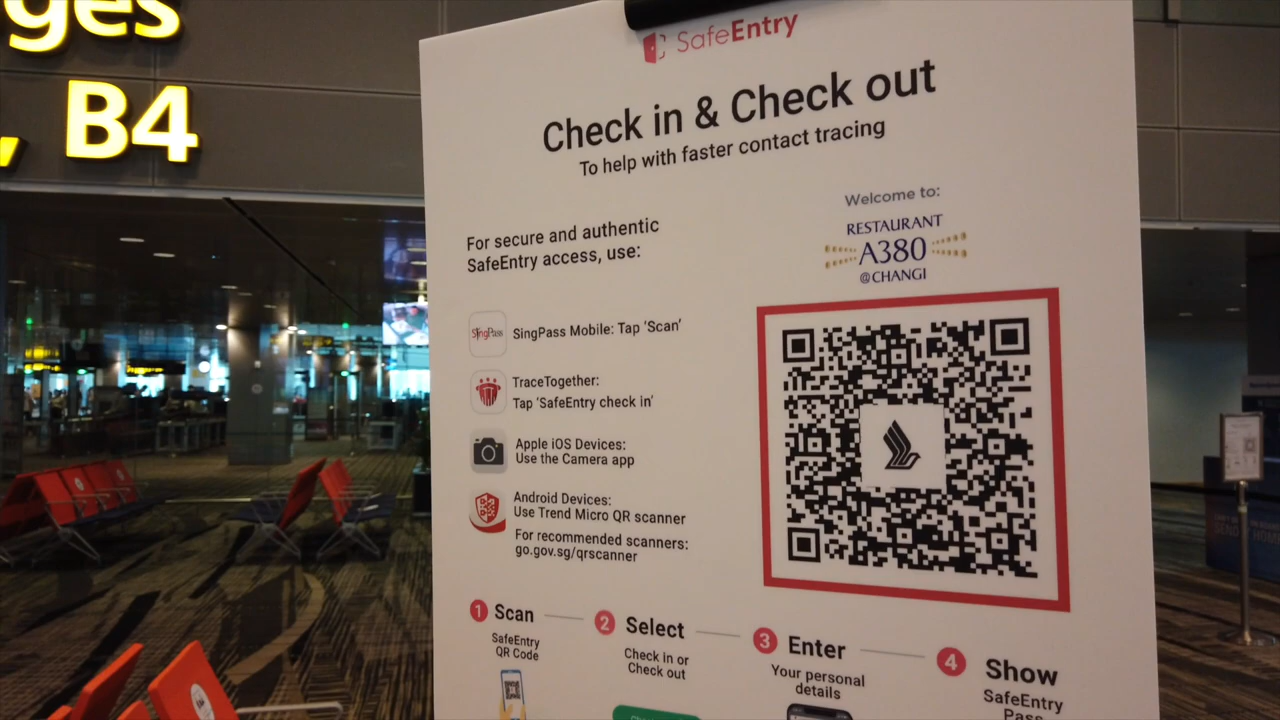 ges
, B4
SafeEntry
Check in & Check out
To help with faster contact tracing
For secure and authentic
SafeEntry access, use:
SingPass
SingPass Mobile: Tap ‘Scan’
TraceTogether:
Tap ‘SafeEntry check in’
Apple iOS Devices:
Use the Camera app
Android Devices:
Use Trend Micro QR scanner
For recommended scanners:
go.gov.sg/qrscanner
Welcome to:
RESTAURANT
A380
@CHANGI
1 Scan
SafeEntry
QR Code
2 Select
Check in or
Check out
3 Enter
Your personal
details
4 Show
SafeEntry
Pass